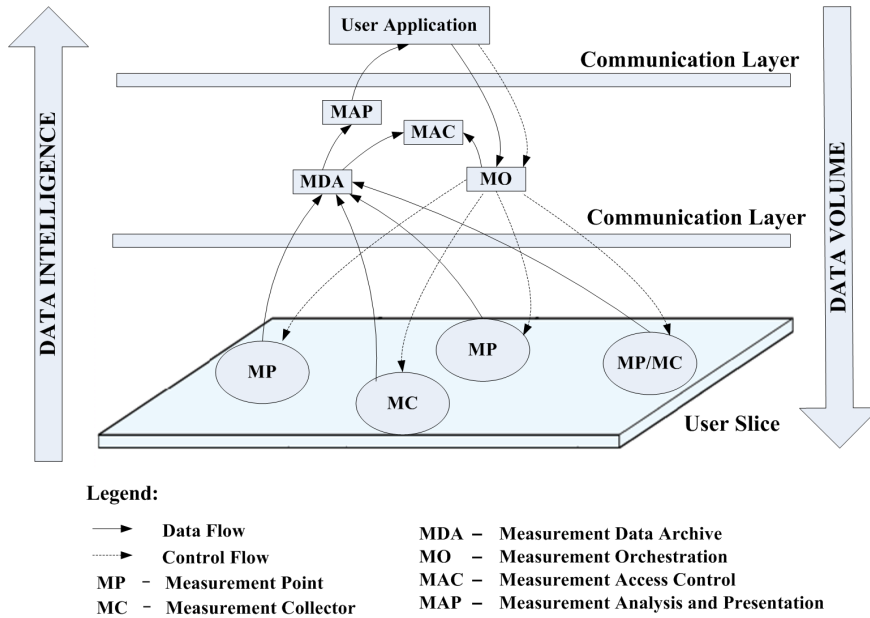 User Application
Communication Layer
MAP
MAC
MDA
MO
Communication Layer
DATA INTELLIGENCE
DATA VOLUME
MP
MP
MP/MC
MC
User Slice
Legend:
Data Flow
Control Flow
MP - Measurement Point
MC - Measurement Collector
MDA – Measurement Data Archive
MO – Measurement Orchestration
MAC – Measurement Access Control
MAP – Measurement Analysis and Presentation